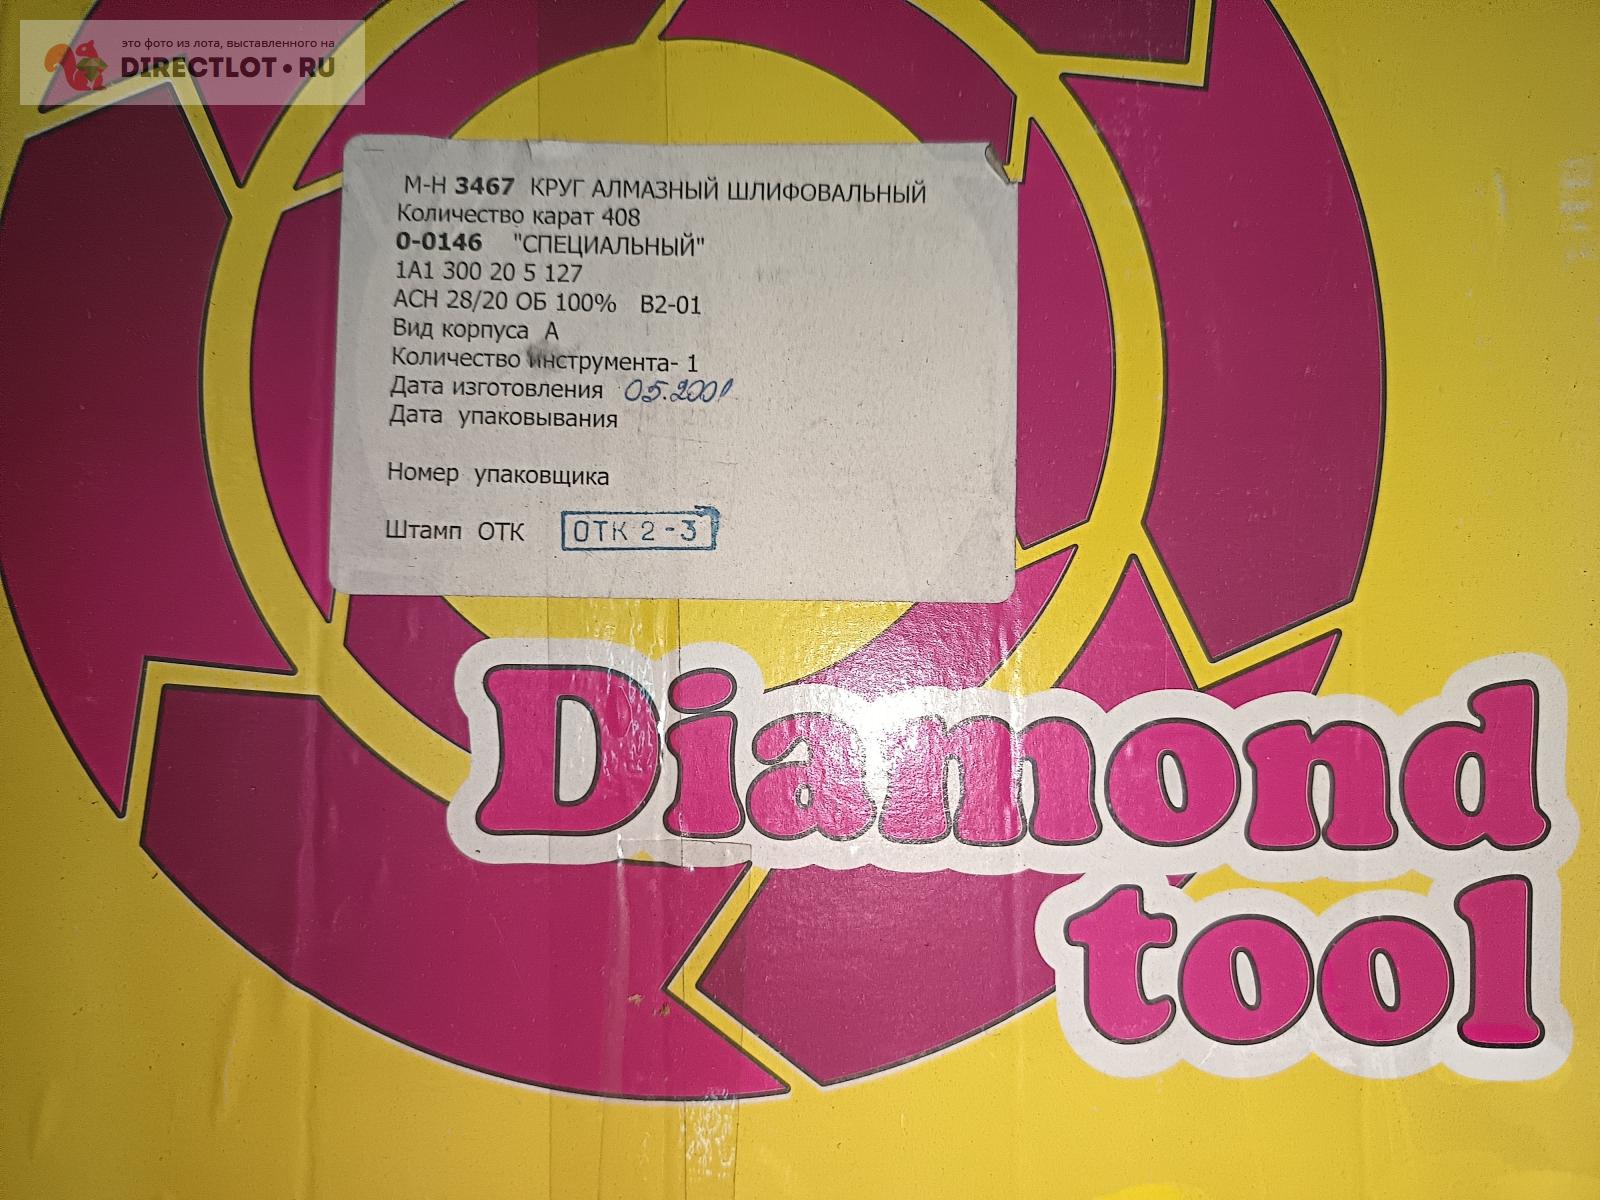 это фото из лота, выставленного на
DIRECTLOT•RU
М-Н 3467 КРУГ АЛМАЗНЫЙ ШЛИФОВАЛЬНЫЙ
Количество карат 408
0-0146 "СПЕЦИАЛЬНЫЙ"
1А1 300 20 5 127
АСН 28/20 ОБ 100% В2-01
Вид корпуса А
Количество инструмента- 1
Дата изготовления 05.2001
Дата упаковывания
Номер упаковщика
Штамп ОТК ОТК 2-3
Diamond
tool